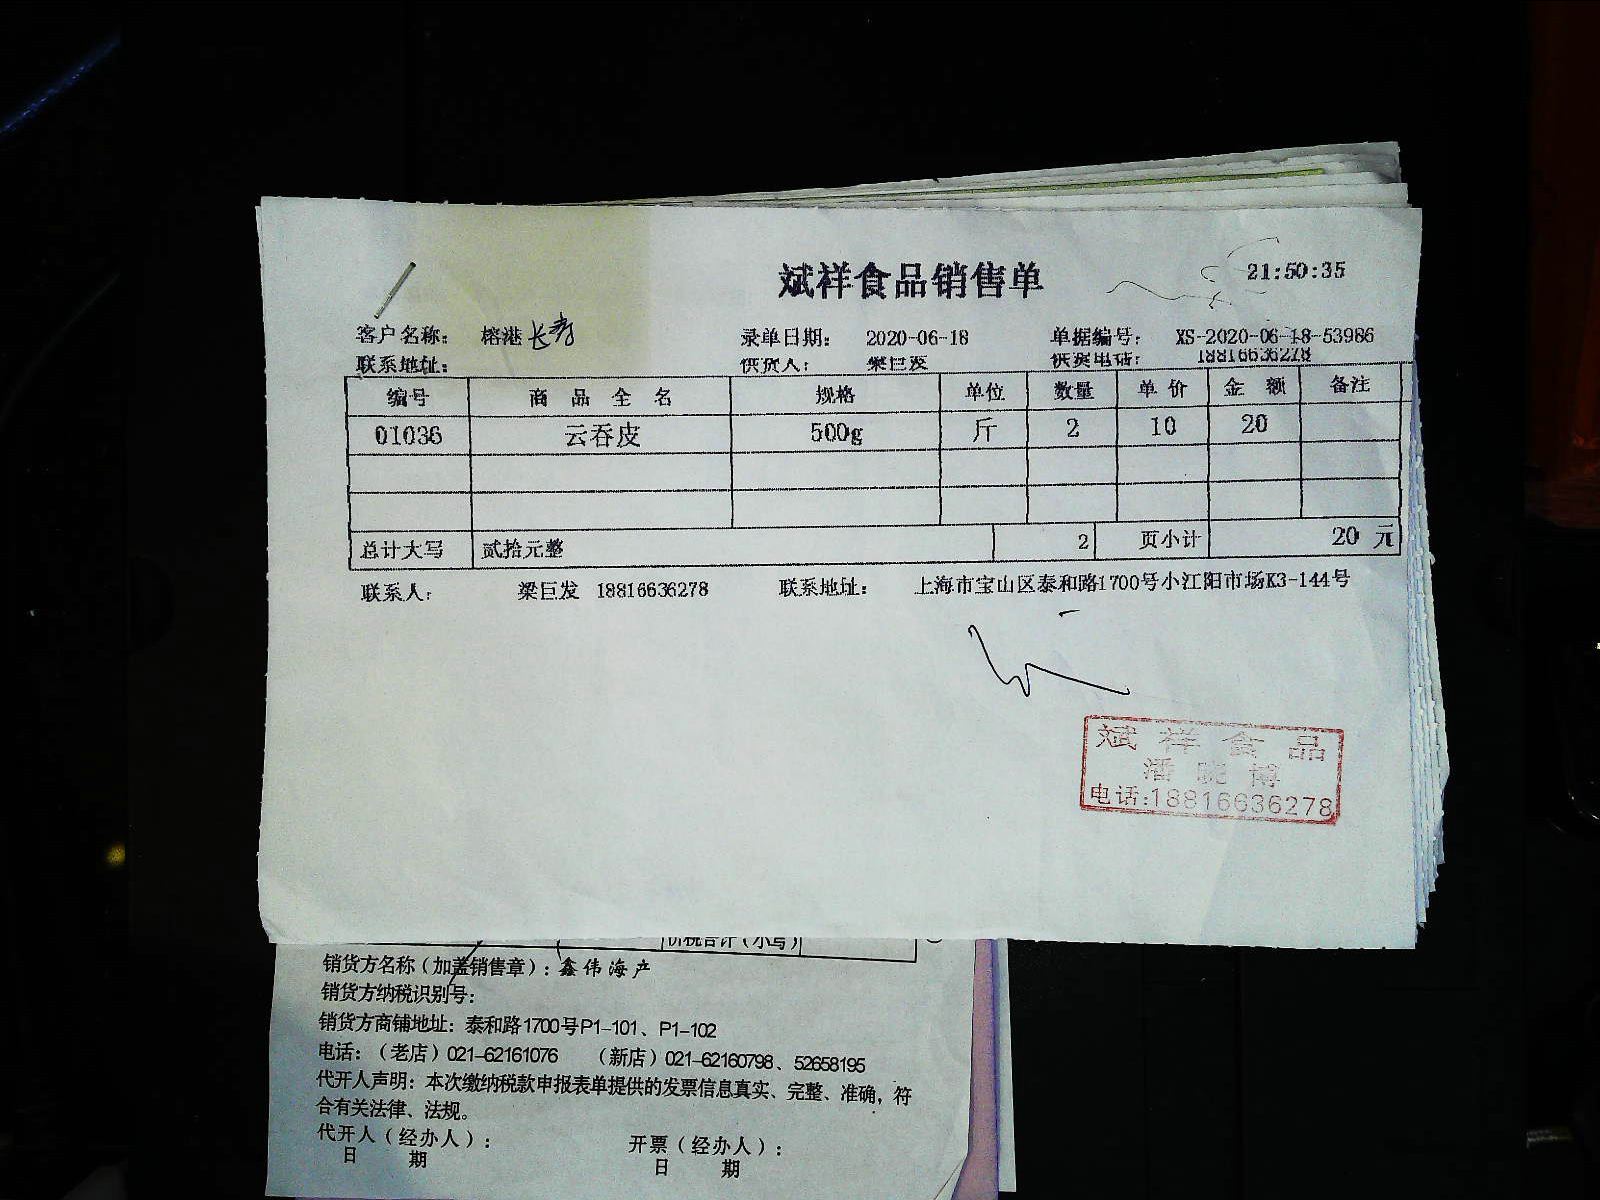 斌祥食品销售单
21:50:35
客户名称： 榕港 长寿 录单日期： 2020-06-18 单据编号： XS-2020-06-18-53986
联系地址： 供货人： 梁巨发 供货电话： 18816636278
编号 商品全名 规格 单位 数量 单价 金额 备注
01036 云吞皮 500g 斤 2 10 20
总计大写 贰拾元整 2 页小计 20 元
联系人： 梁巨发 18816636278 联系地址： 上海市宝山区泰和路1700号小江阳市场K3-144号
斌祥食品
潘晓博
电话:18816636278
价税合计（小写）
销货方名称（加盖销售章）：鑫伟海产
销货方纳税识别号：
销货方商铺地址：泰和路1700号P1-101、P1-102
电话：（老店）021-62161076 （新店）021-62160798、52658195
代开人声明：本次缴纳税款申报表单提供的发票信息真实、完整、准确，符
合有关法律、法规。
代开人（经办人）： 开票（经办人）：
日 期 日 期